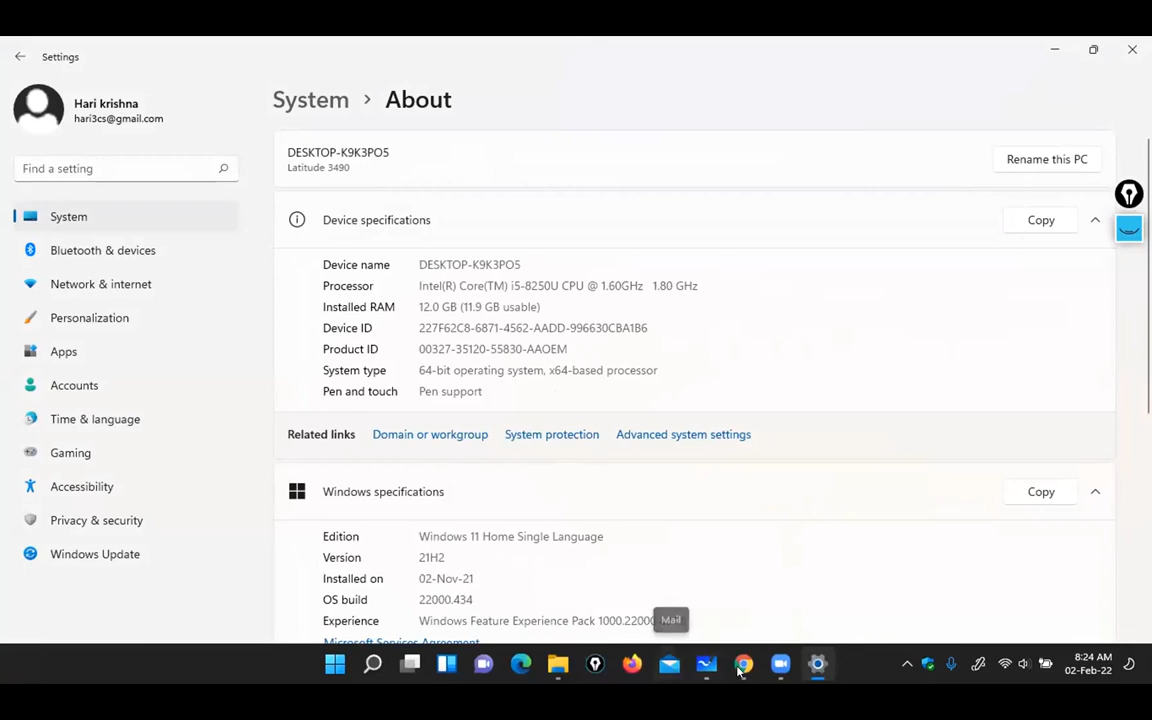 Settings
Hari krishna
hari3cs@gmail.com
Find a setting
System
Bluetooth & devices
Network & internet
Personalization
Apps
Accounts
Time & language
Gaming
Accessibility
Privacy & security
Windows Update
System > About
DESKTOP-K9K3PO5
Latitude 3490
Rename this PC
Device specifications
Copy
Device name DESKTOP-K9K3PO5
Processor Intel(R) Core(TM) i5-8250U CPU @ 1.60GHz 1.80 GHz
Installed RAM 12.0 GB (11.9 GB usable)
Device ID 227F62C8-6871-4562-AADD-996630CBA1B6
Product ID 00327-35120-55830-AAOEM
System type 64-bit operating system, x64-based processor
Pen and touch Pen support
Related links Domain or workgroup System protection Advanced system settings
Windows specifications
Copy
Edition Windows 11 Home Single Language
Version 21H2
Installed on 02-Nov-21
OS build 22000.434
Experience Windows Feature Experience Pack 1000.22000
Mail
Microsoft Services Agreement
8:24 AM
02-Feb-22